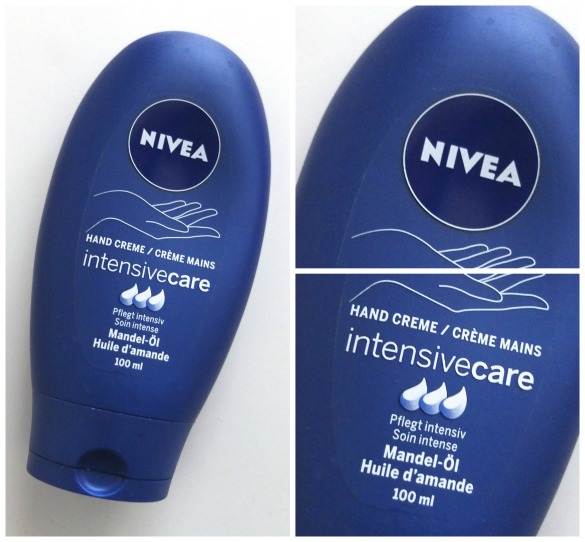 NIVEA
HAND CREME / CRÈME MAINS
intensivecare
Pflegt intensiv
Soin intense
Mandel-Öl
Huile d'amande
100 ml
NIVEA
HAND CREME / CRÈME MAINS
intensivecare
Pflegt intensiv
Soin intense
Mandel-Öl
Huile d'amande
100 ml